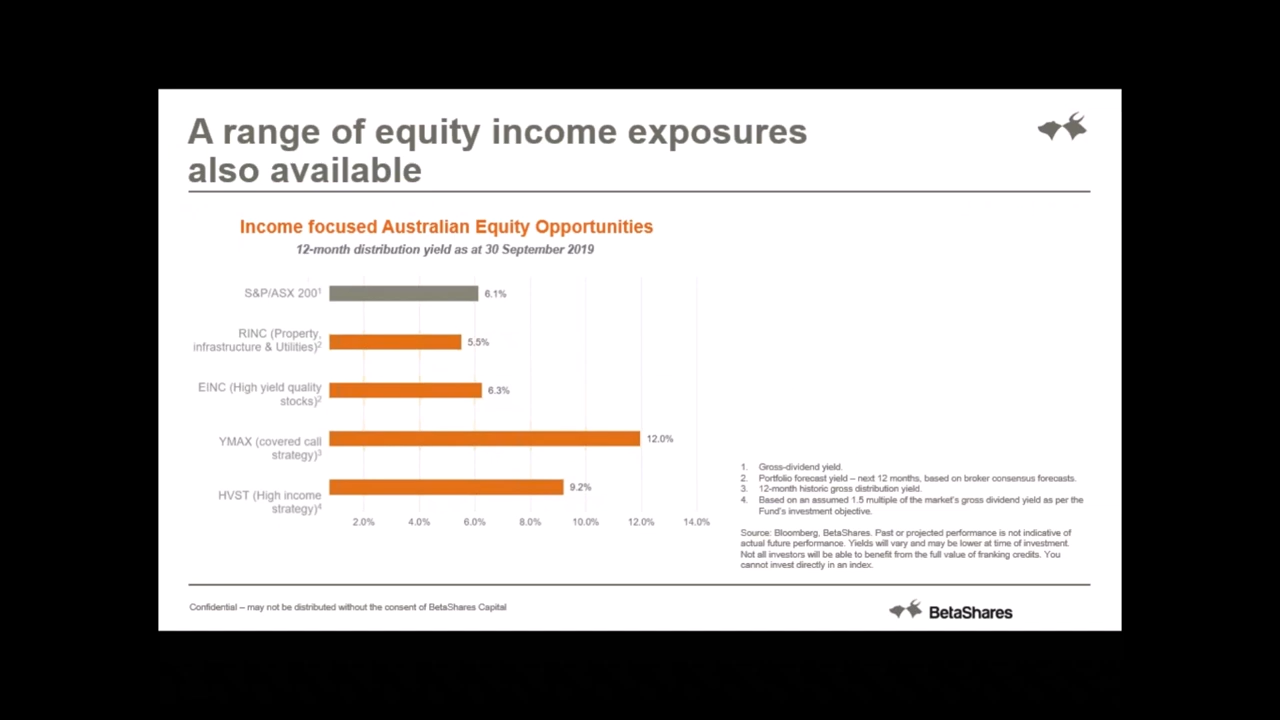 A range of equity income exposures
also available
Income focused Australian Equity Opportunities
12-month distribution yield as at 30 September 2019
S&P/ASX 200¹
6.1%
RINC (Property,
infrastructure & Utilities)²
5.5%
EINC (High yield quality
stocks)²
6.3%
YMAX (covered call
strategy)³
12.0%
HVST (High income
strategy)⁴
9.2%
2.0% 4.0% 6.0% 8.0% 10.0% 12.0% 14.0%
1. Gross-dividend yield.
2. Portfolio forecast yield – next 12 months, based on broker consensus forecasts.
3. 12-month historic gross distribution yield.
4. Based on an assumed 1.5 multiple of the market's gross dividend yield as per the
Fund's investment objective.
Source: Bloomberg, BetaShares. Past or projected performance is not indicative of
actual future performance. Yields will vary and may be lower at time of investment.
Not all investors will be able to benefit from the full value of franking credits. You
cannot invest directly in an index.
Confidential – may not be distributed without the consent of BetaShares Capital
BetaShares